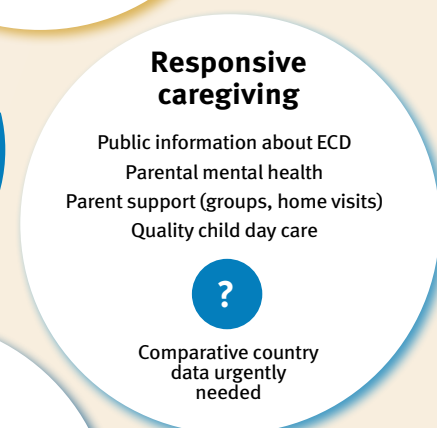 Responsive
caregiving
Public information about ECD
Parental mental health
Parent support (groups, home visits)
Quality child day care
?
Comparative country
data urgently
needed